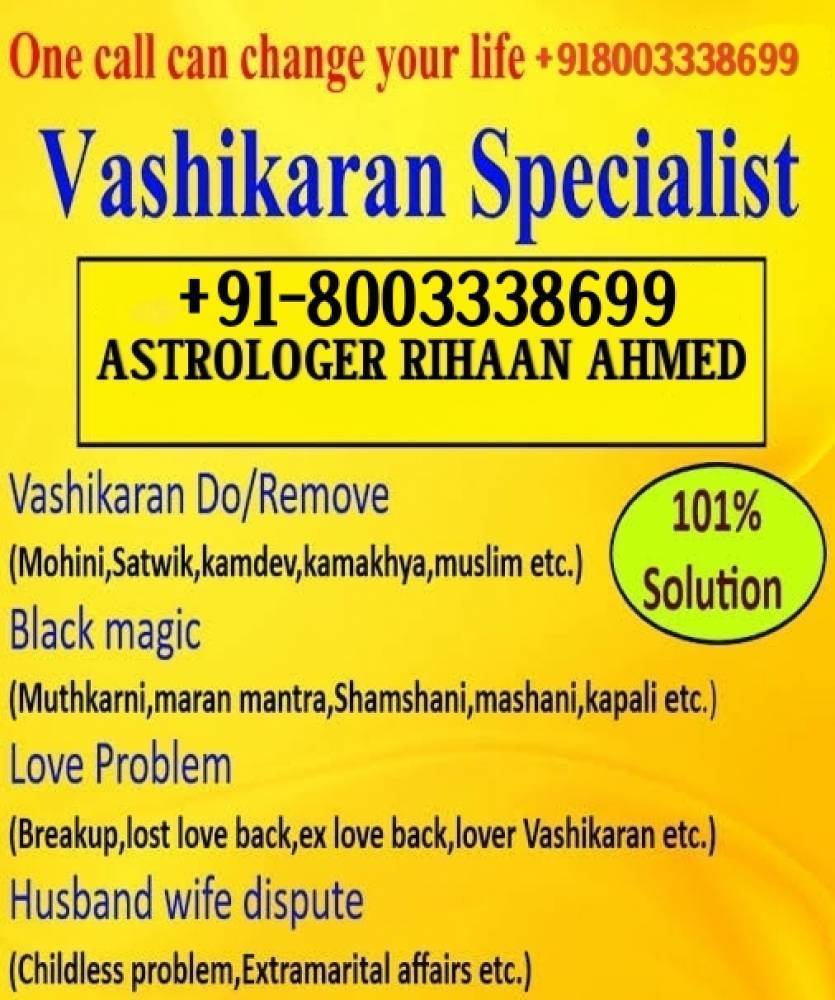 One call can change your life +918003338699
Vashikaran Specialist
+91-8003338699
ASTROLOGER RIHAAN AHMED
Vashikaran Do/Remove
(Mohini,Satwik,kamdev,kamakhya,muslim etc.)
101%
Solution
Black magic
(Muthkarni,maran mantra,Shamshani,mashani,kapali etc.)
Love Problem
(Breakup,lost love back,ex love back,lover Vashikaran etc.)
Husband wife dispute
(Childless problem,Extramarital affairs etc.)